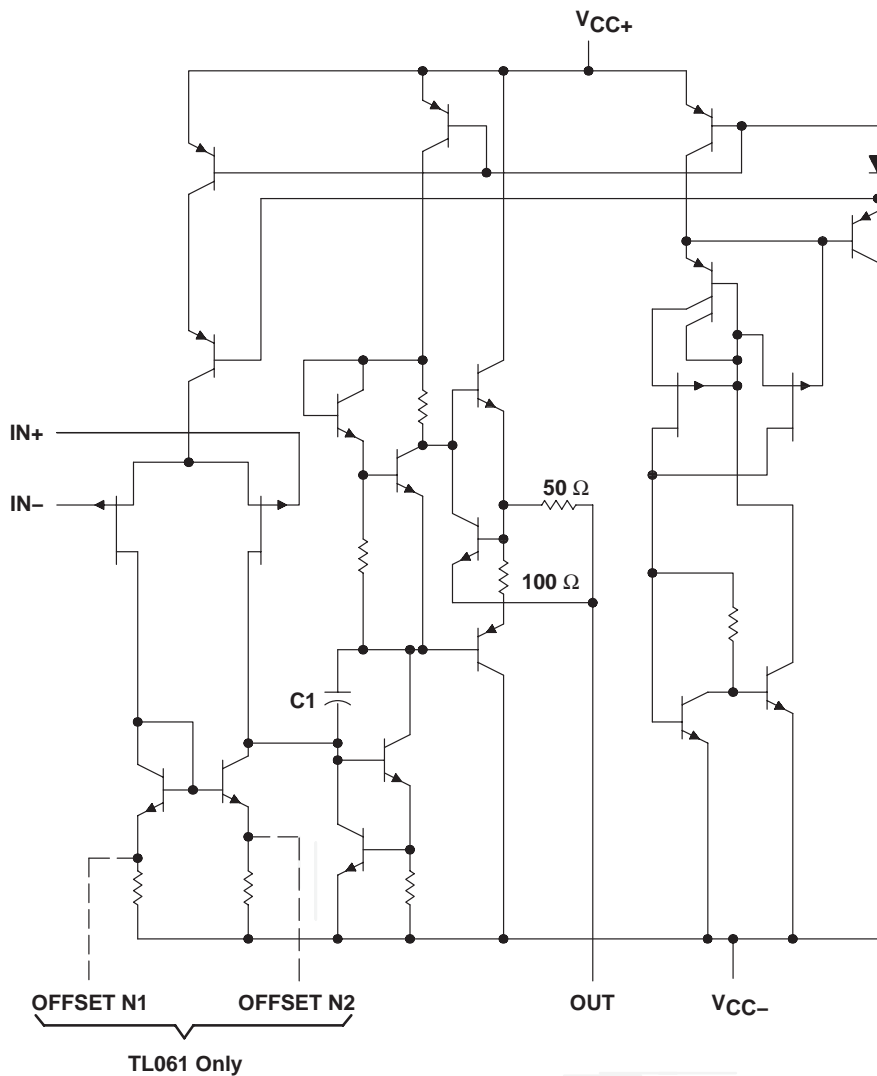 VCC+
IN+
IN−
50 Ω
100 Ω
C1
OFFSET N1
OFFSET N2
OUT
VCC−
TL061 Only